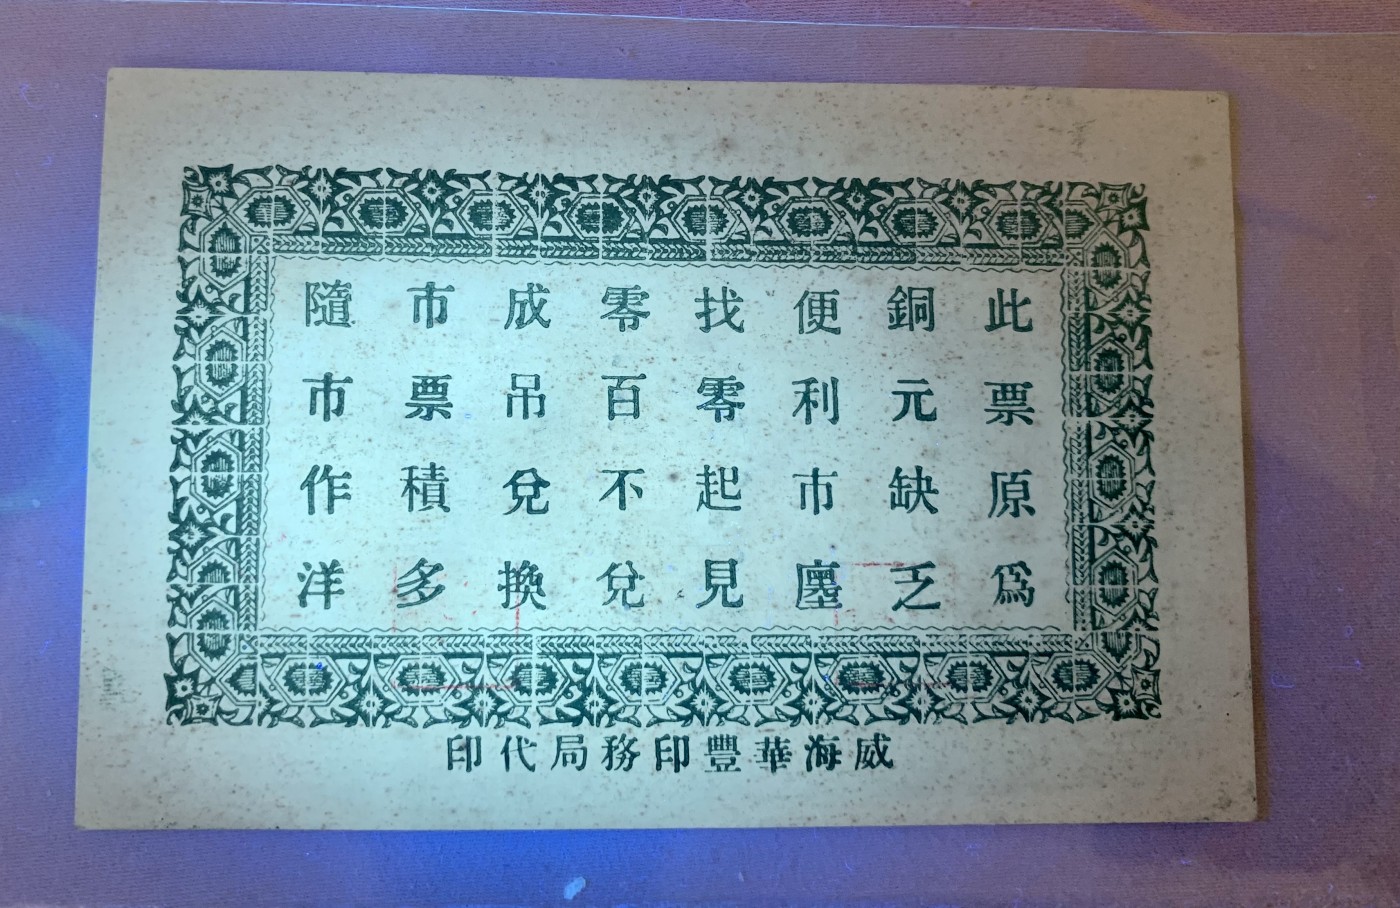 此票原爲
銅元缺乏
便利市廛
找零起見
零百不兌
成吊兌換
市票積多
隨市作洋
威海華豐印務局代印